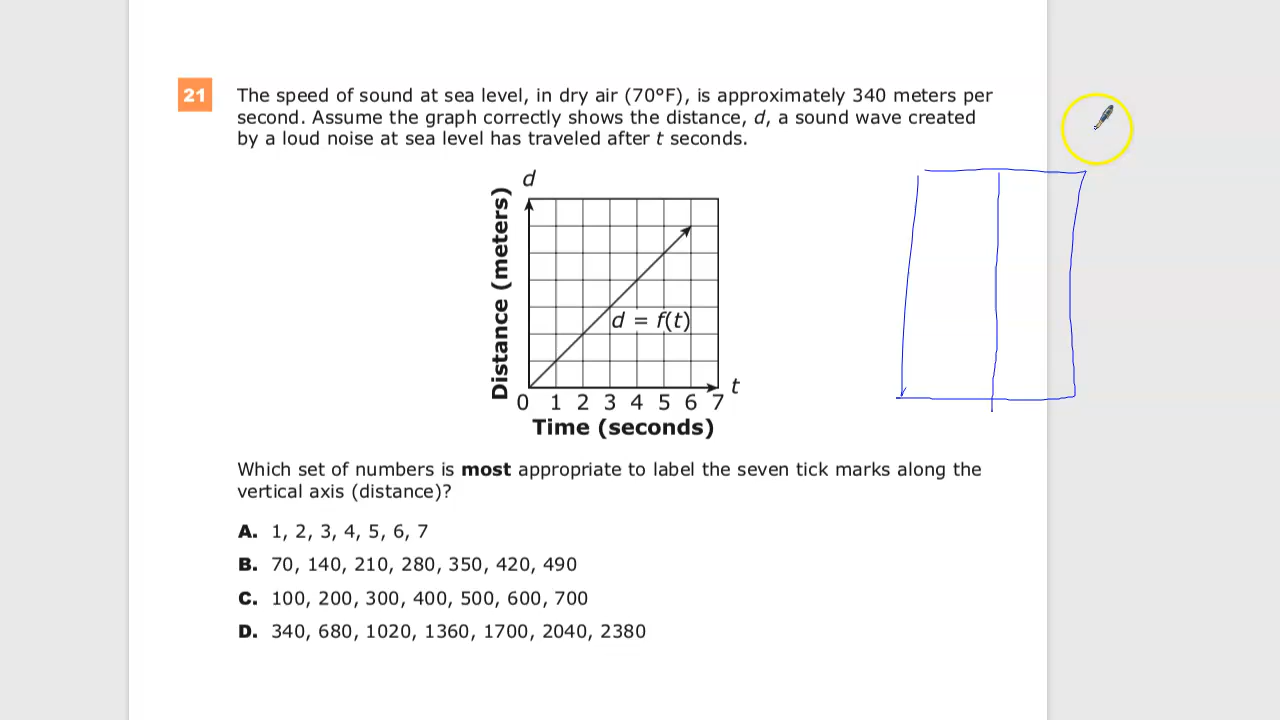 21
The speed of sound at sea level, in dry air (70°F), is approximately 340 meters per
second. Assume the graph correctly shows the distance, d, a sound wave created
by a loud noise at sea level has traveled after t seconds.
d
Distance (meters)
d = f(t)
t
0 1 2 3 4 5 6 7
Time (seconds)
Which set of numbers is most appropriate to label the seven tick marks along the
vertical axis (distance)?
A. 1, 2, 3, 4, 5, 6, 7
B. 70, 140, 210, 280, 350, 420, 490
C. 100, 200, 300, 400, 500, 600, 700
D. 340, 680, 1020, 1360, 1700, 2040, 2380